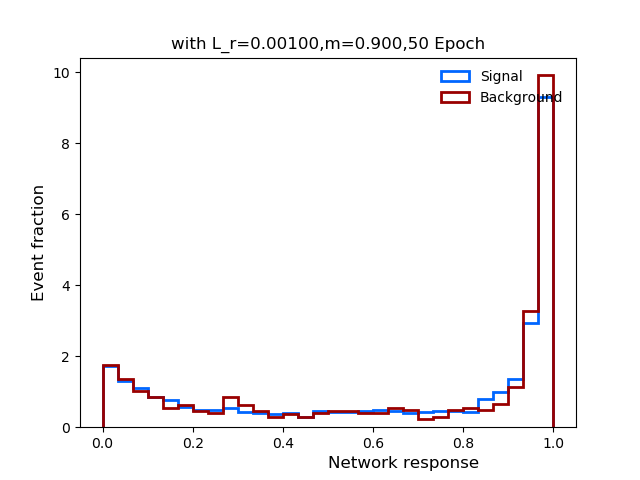 with L_r=0.00100,m=0.900,50 Epoch
Signal
Background
Event fraction
10
8
6
4
2
0
0.0 0.2 0.4 0.6 0.8 1.0
Network response